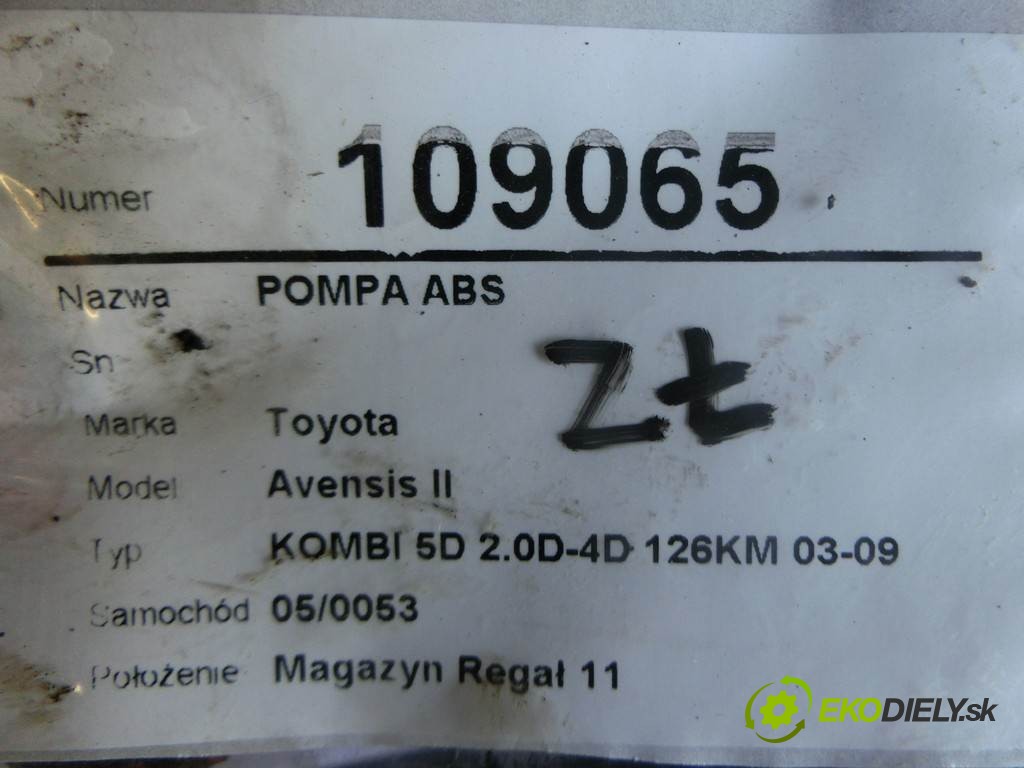 Numer 109065
Nazwa POMPA ABS
Sn
ZŁ
Marka Toyota
Model Avensis II
Typ KOMBI 5D 2.0D-4D 126KM 03-09
Samochód 05/0053
Położenie Magazyn Regał 11
EKODIELY.sk